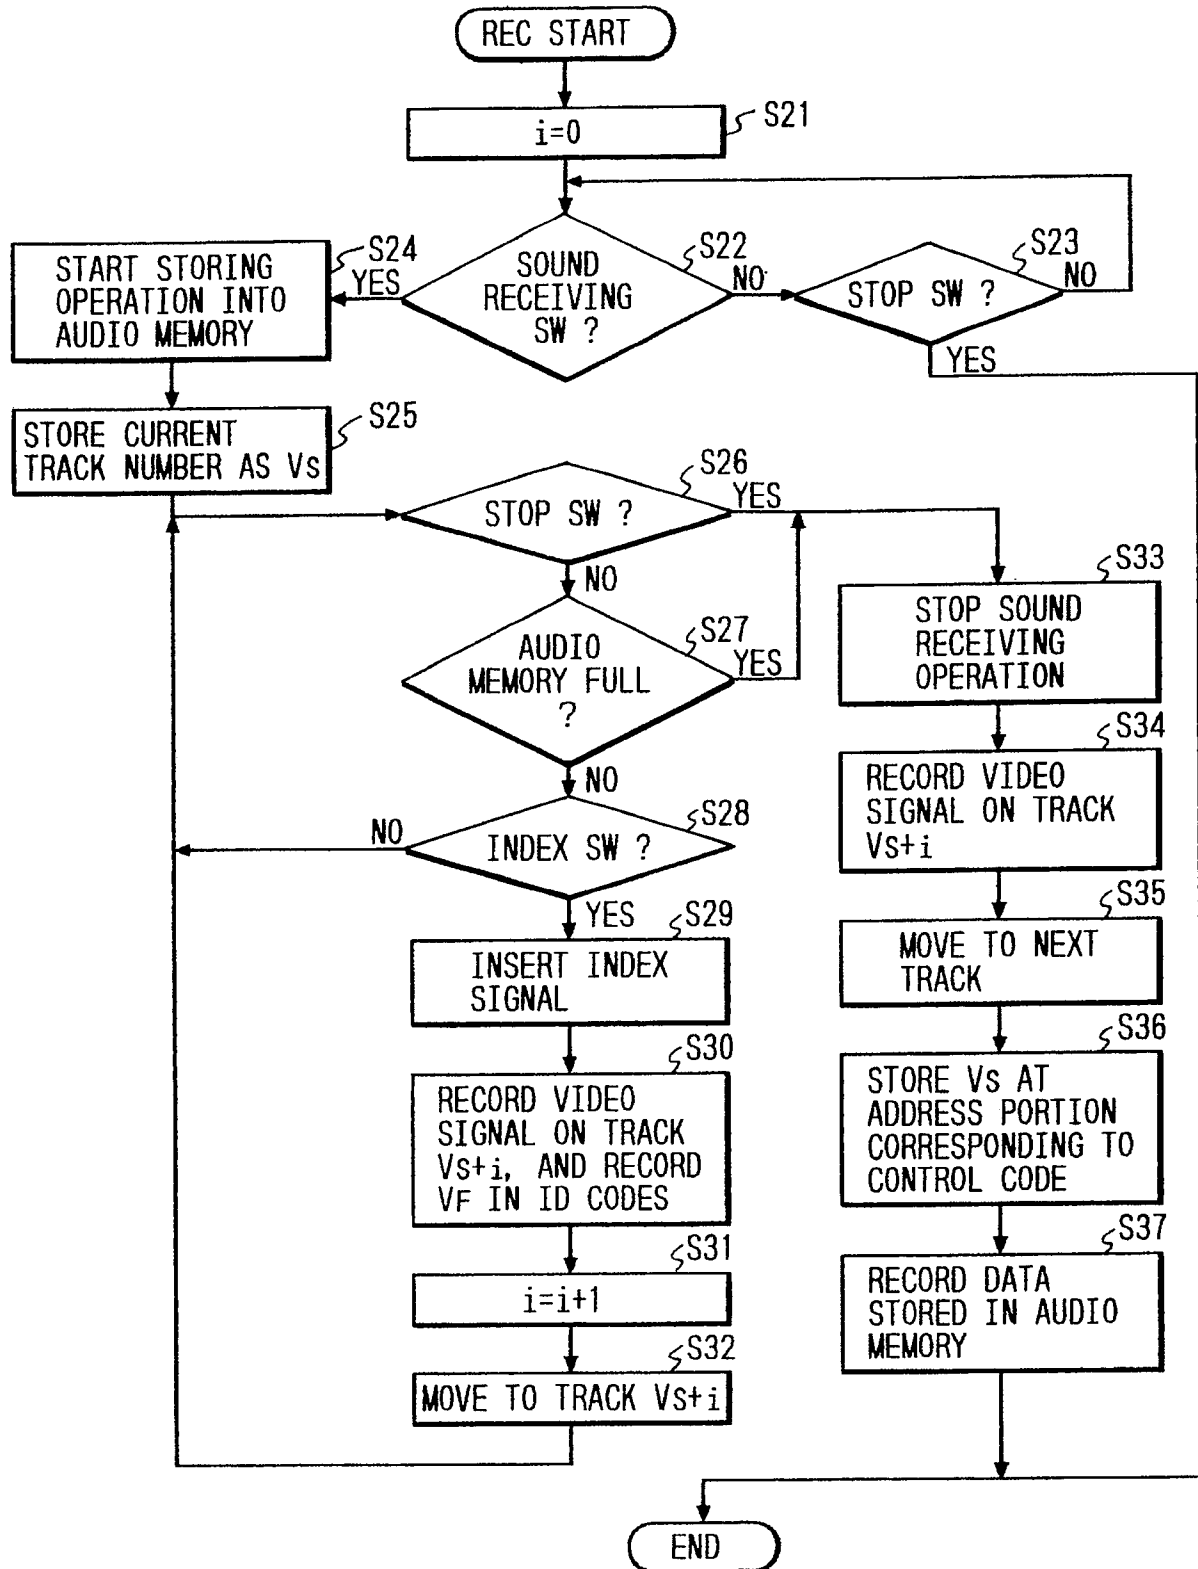 REC START
i=0
S21
SOUND
RECEIVING
SW ?
S22
YES
NO
STOP SW ?
S23
NO
YES
START STORING
OPERATION INTO
AUDIO MEMORY
S24
STORE CURRENT
TRACK NUMBER AS Vs
S25
STOP SW ?
S26
YES
NO
AUDIO
MEMORY FULL
?
S27
YES
NO
INDEX SW ?
S28
NO
YES
INSERT INDEX
SIGNAL
S29
RECORD VIDEO
SIGNAL ON TRACK
Vs+i, AND RECORD
VF IN ID CODES
S30
i=i+1
S31
MOVE TO TRACK Vs+i
S32
STOP SOUND
RECEIVING
OPERATION
S33
RECORD VIDEO
SIGNAL ON TRACK
Vs+i
S34
MOVE TO NEXT
TRACK
S35
STORE Vs AT
ADDRESS PORTION
CORRESPONDING TO
CONTROL CODE
S36
RECORD DATA
STORED IN AUDIO
MEMORY
S37
END